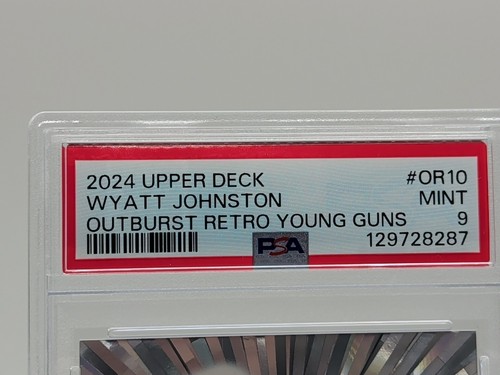 2024 UPPER DECK #OR10
WYATT JOHNSTON MINT
OUTBURST RETRO YOUNG GUNS 9
PSA 129728287